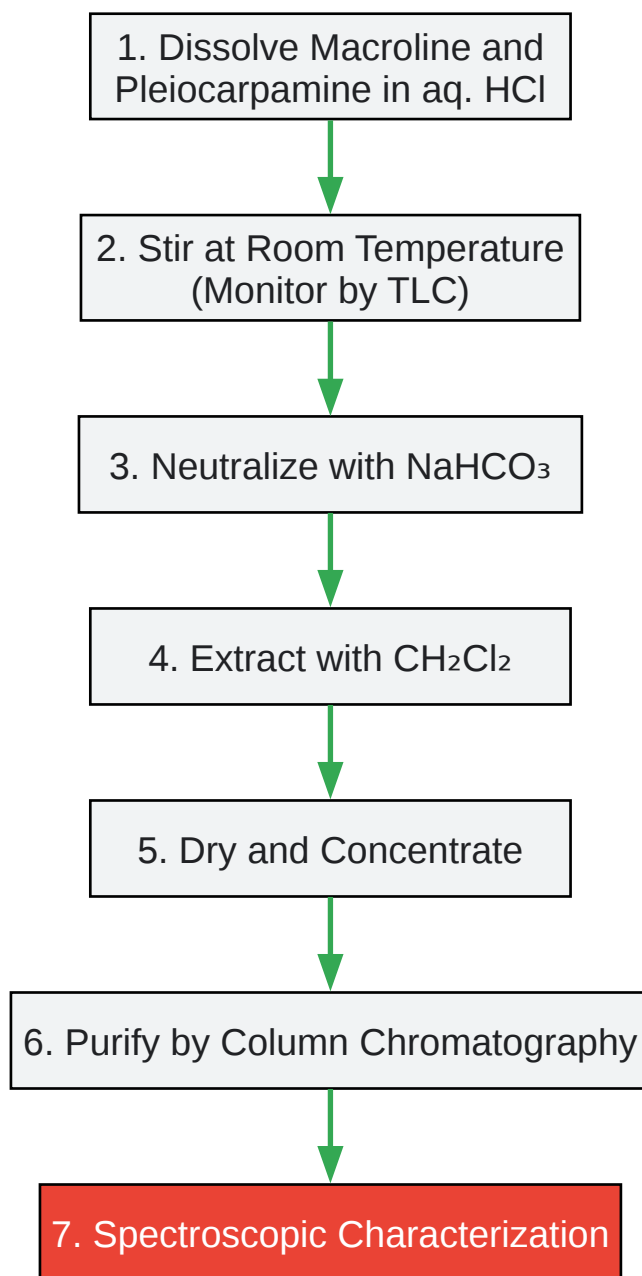 1. Dissolve Macroline and
Pleiocarpamine in aq. HCl
2. Stir at Room Temperature
(Monitor by TLC)
3. Neutralize with NaHCO₃
4. Extract with CH₂Cl₂
5. Dry and Concentrate
6. Purify by Column Chromatography
7. Spectroscopic Characterization